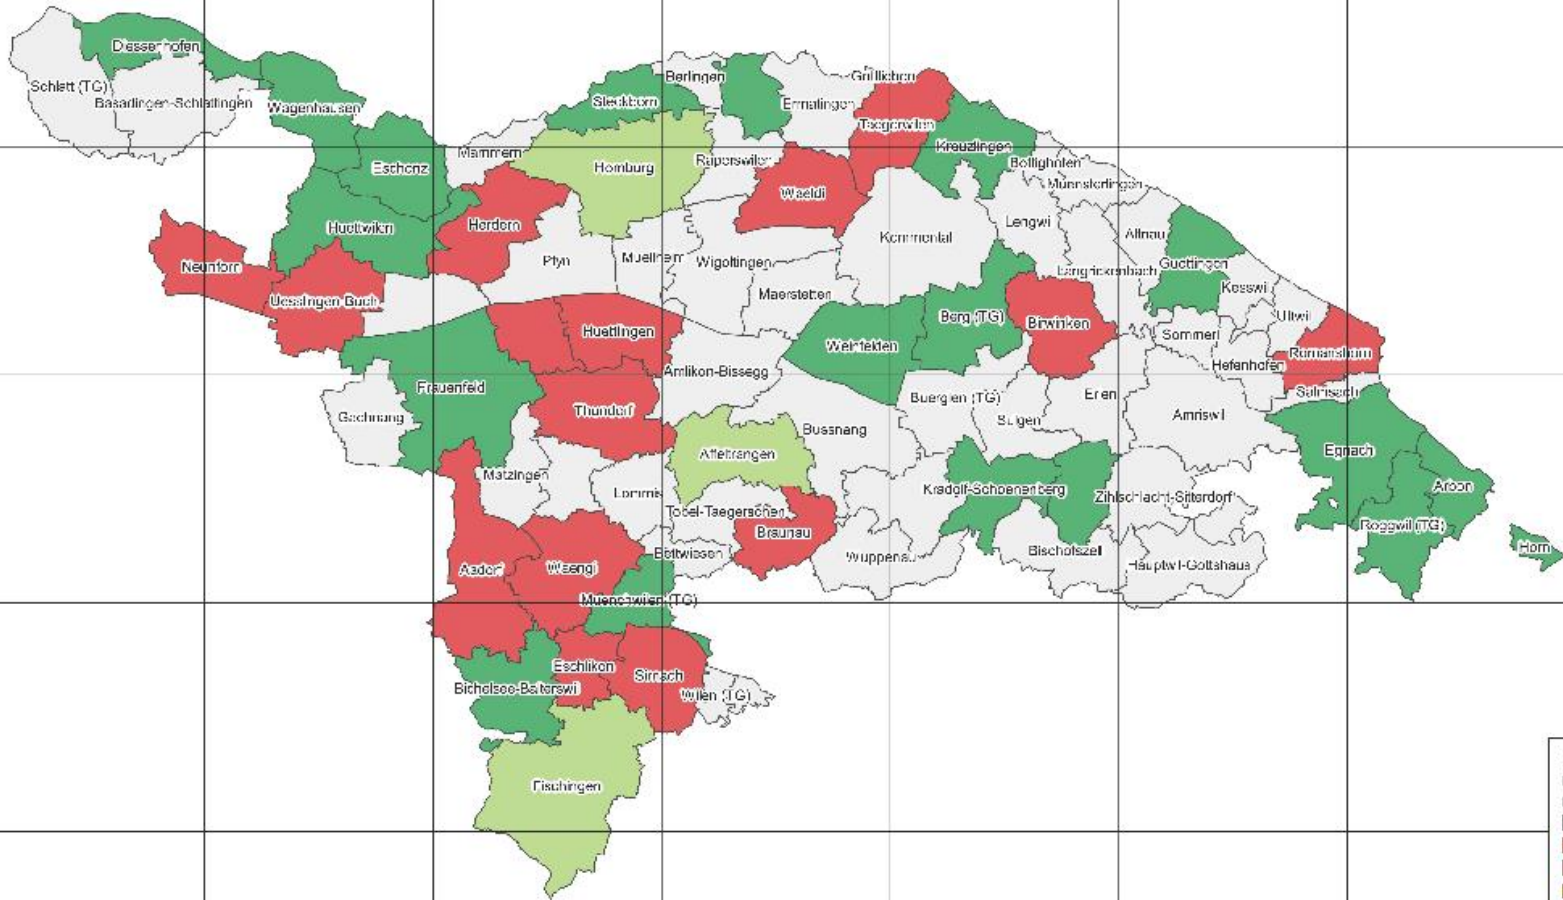 Diessenhofen
Schlatt (TG)
Basadingen-Schlattingen
Wagenhausen
Berlingen
Steckborn
Ermatingen
Gottlieben
Taegerwilen
Kreuzlingen
Bottighofen
Muensterlingen
Mammern
Homburg
Raperswilen
Eschenz
Waeldi
Lengwil
Kemmental
Altnau
Huettwilen
Herdern
Pfyn
Muellheim
Wigoltingen
Langrickenbach
Guettingen
Kesswil
Neunforn
Uesslingen-Buch
Maerstetten
Uttwil
Berg (TG)
Birwinken
Sommeri
Huettlingen
Weinfelden
Romanshorn
Hefenhofen
Amlikon-Bissegg
Frauenfeld
Salmsach
Buerglen (TG)
Erlen
Gachnang
Thundorf
Sulgen
Amriswil
Bussnang
Affeltrangen
Egnach
Matzingen
Lommis
Kradolf-Schoenenberg
Zihlschlacht-Sitterdorf
Arbon
Tobel-Taegerschen
Braunau
Roggwil (TG)
Bettwiesen
Wuppenau
Bischofszell
Hauptwil-Gottshaus
Horn
Aadorf
Waengi
Muenchwilen (TG)
Eschlikon
Sirnach
Bichelsee-Balterswil
Wilen (TG)
Fischingen